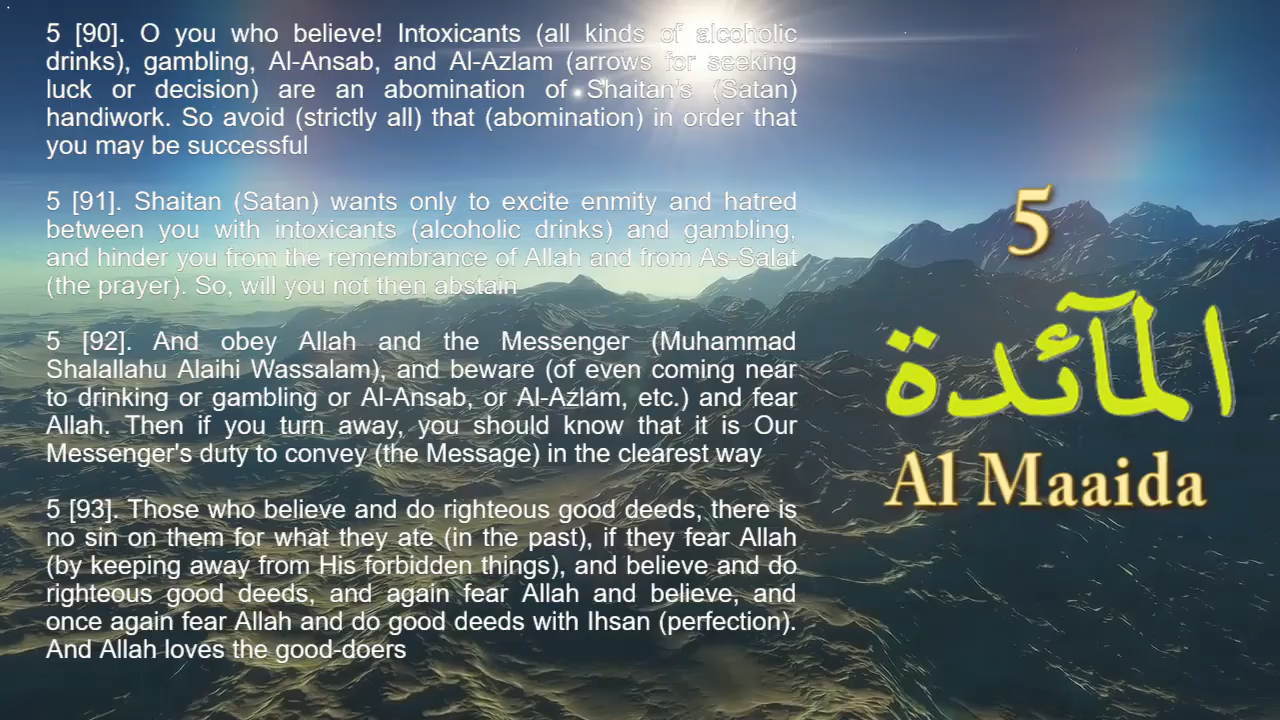 5 [90]. O you who believe! Intoxicants (all kinds of alcoholic
drinks), gambling, Al-Ansab, and Al-Azlam (arrows for seeking
luck or decision) are an abomination of Shaitan's (Satan)
handiwork. So avoid (strictly all) that (abomination) in order that
you may be successful
5 [91]. Shaitan (Satan) wants only to excite enmity and hatred
between you with intoxicants (alcoholic drinks) and gambling,
and hinder you from the remembrance of Allah and from As-Salat
(the prayer). So, will you not then abstain
5 [92]. And obey Allah and the Messenger (Muhammad
Shalallahu Alaihi Wassalam), and beware (of even coming near
to drinking or gambling or Al-Ansab, or Al-Azlam, etc.) and fear
Allah. Then if you turn away, you should know that it is Our
Messenger's duty to convey (the Message) in the clearest way
5 [93]. Those who believe and do righteous good deeds, there is
no sin on them for what they ate (in the past), if they fear Allah
(by keeping away from His forbidden things), and believe and do
righteous good deeds, and again fear Allah and believe, and
once again fear Allah and do good deeds with Ihsan (perfection).
And Allah loves the good-doers
5
المآئدة
Al Maaida